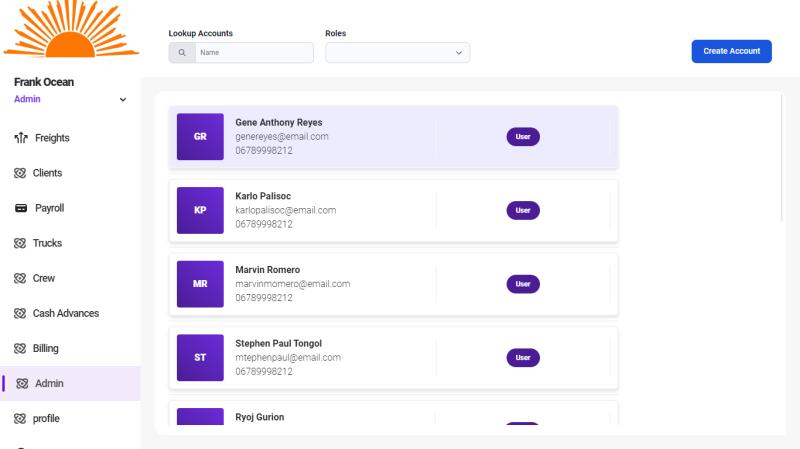 Frank Ocean
Admin
Freights
Clients
Payroll
Trucks
Crew
Cash Advances
Billing
Admin
profile
Lookup Accounts
Name
Roles
Create Account
GR
Gene Anthony Reyes
genereyes@email.com
06789998212
User
KP
Karlo Palisoc
karlopalisoc@email.com
06789998212
User
MR
Marvin Romero
marvinmomero@email.com
06789998212
User
ST
Stephen Paul Tongol
mtephenpaul@email.com
06789998212
User
Ryoj Gurion